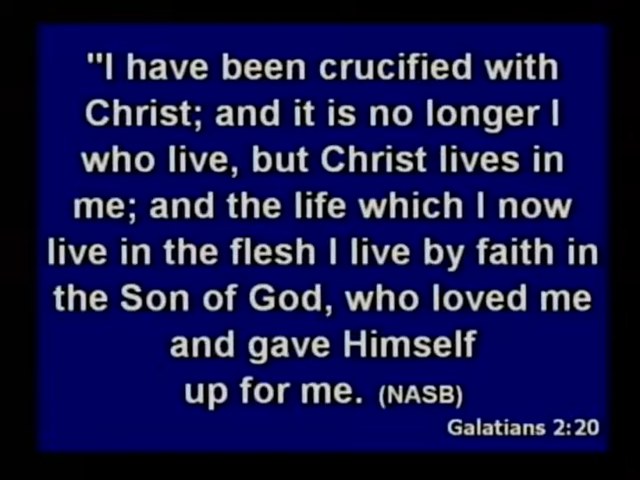 "I have been crucified with
Christ; and it is no longer I
who live, but Christ lives in
me; and the life which I now
live in the flesh I live by faith in
the Son of God, who loved me
and gave Himself
up for me. (NASB)
Galatians 2:20